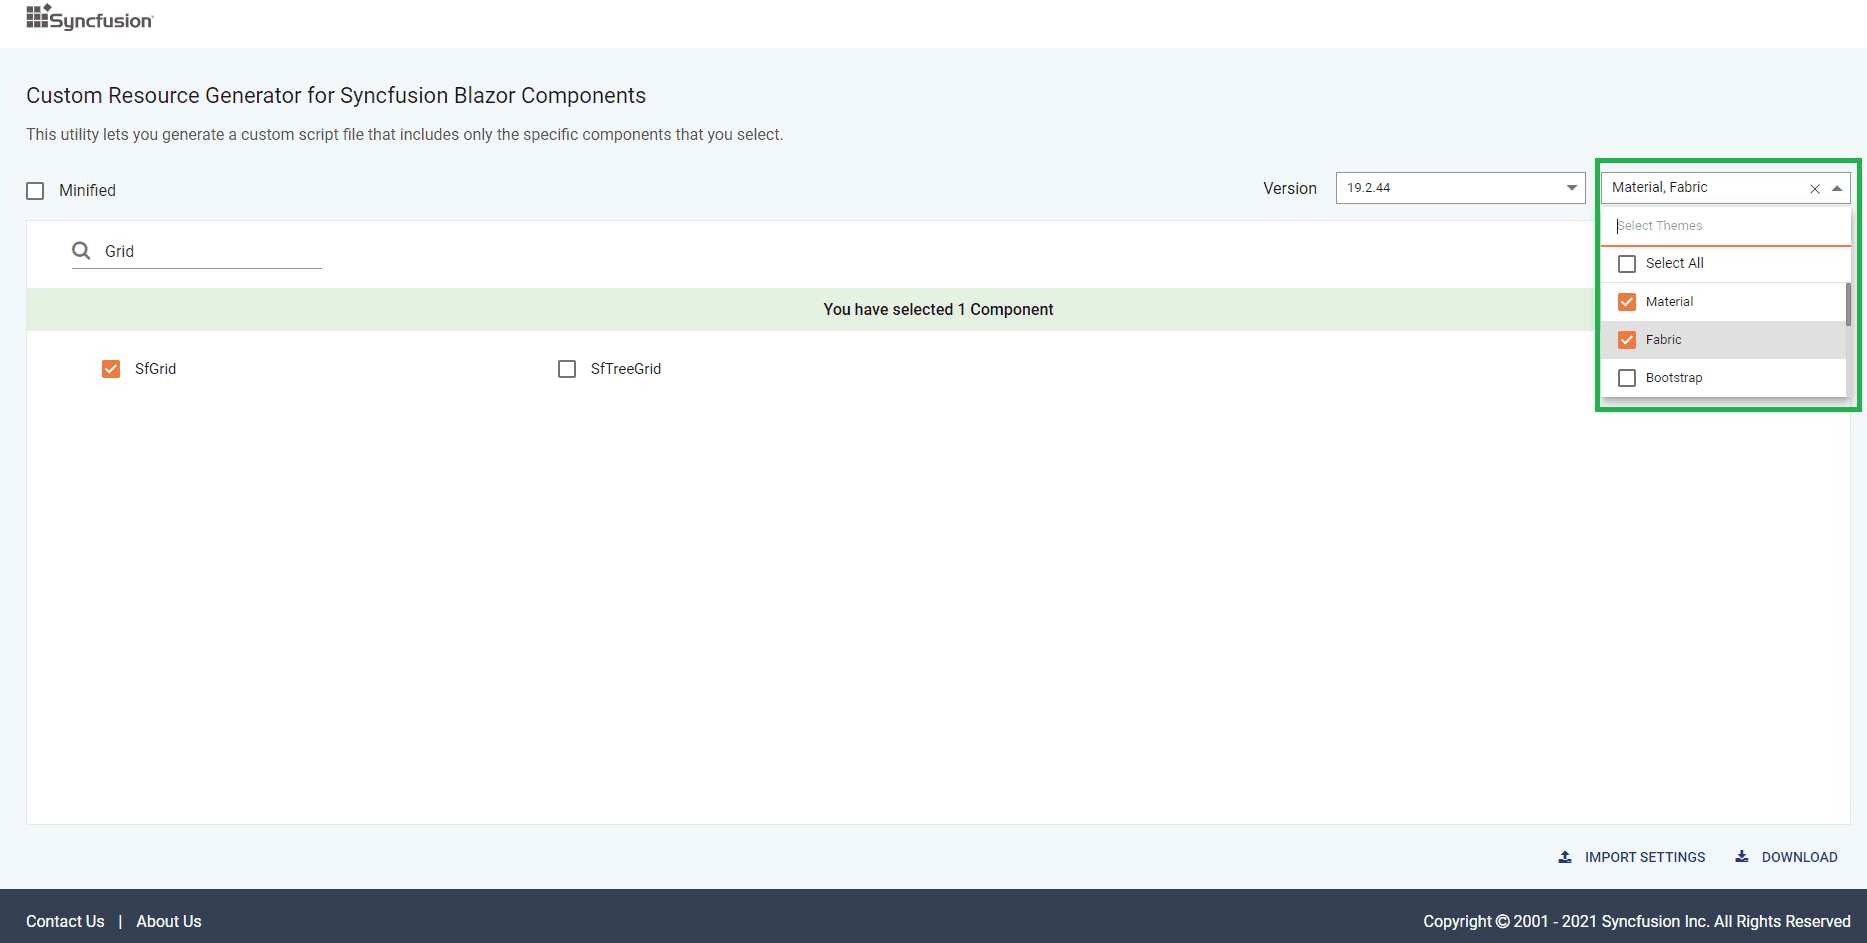 Syncfusion
Custom Resource Generator for Syncfusion Blazor Components
This utility lets you generate a custom script file that includes only the specific components that you select.
Minified
Version
19.2.44
Material, Fabric
Select Themes
Select All
Material
Fabric
Bootstrap
Grid
You have selected 1 Component
SfGrid
SfTreeGrid
IMPORT SETTINGS
DOWNLOAD
Contact Us | About Us
Copyright © 2001 - 2021 Syncfusion Inc. All Rights Reserved